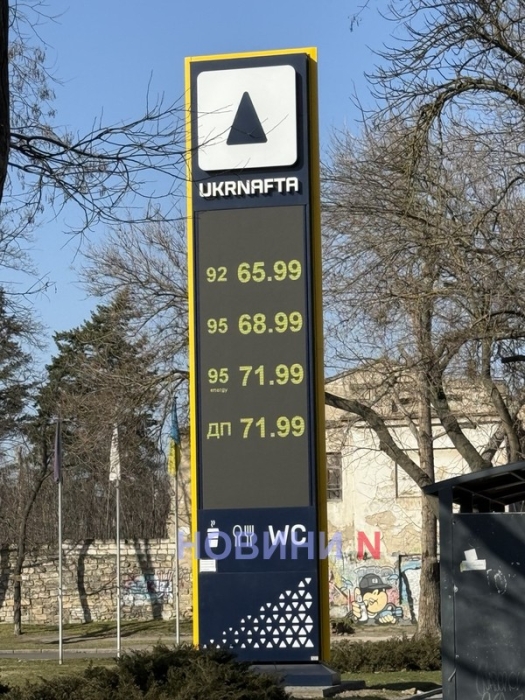 UKRNAFTA
92 65.99
95 68.99
95 71.99
energy
ДП 71.99
WC
НОВИНИ N